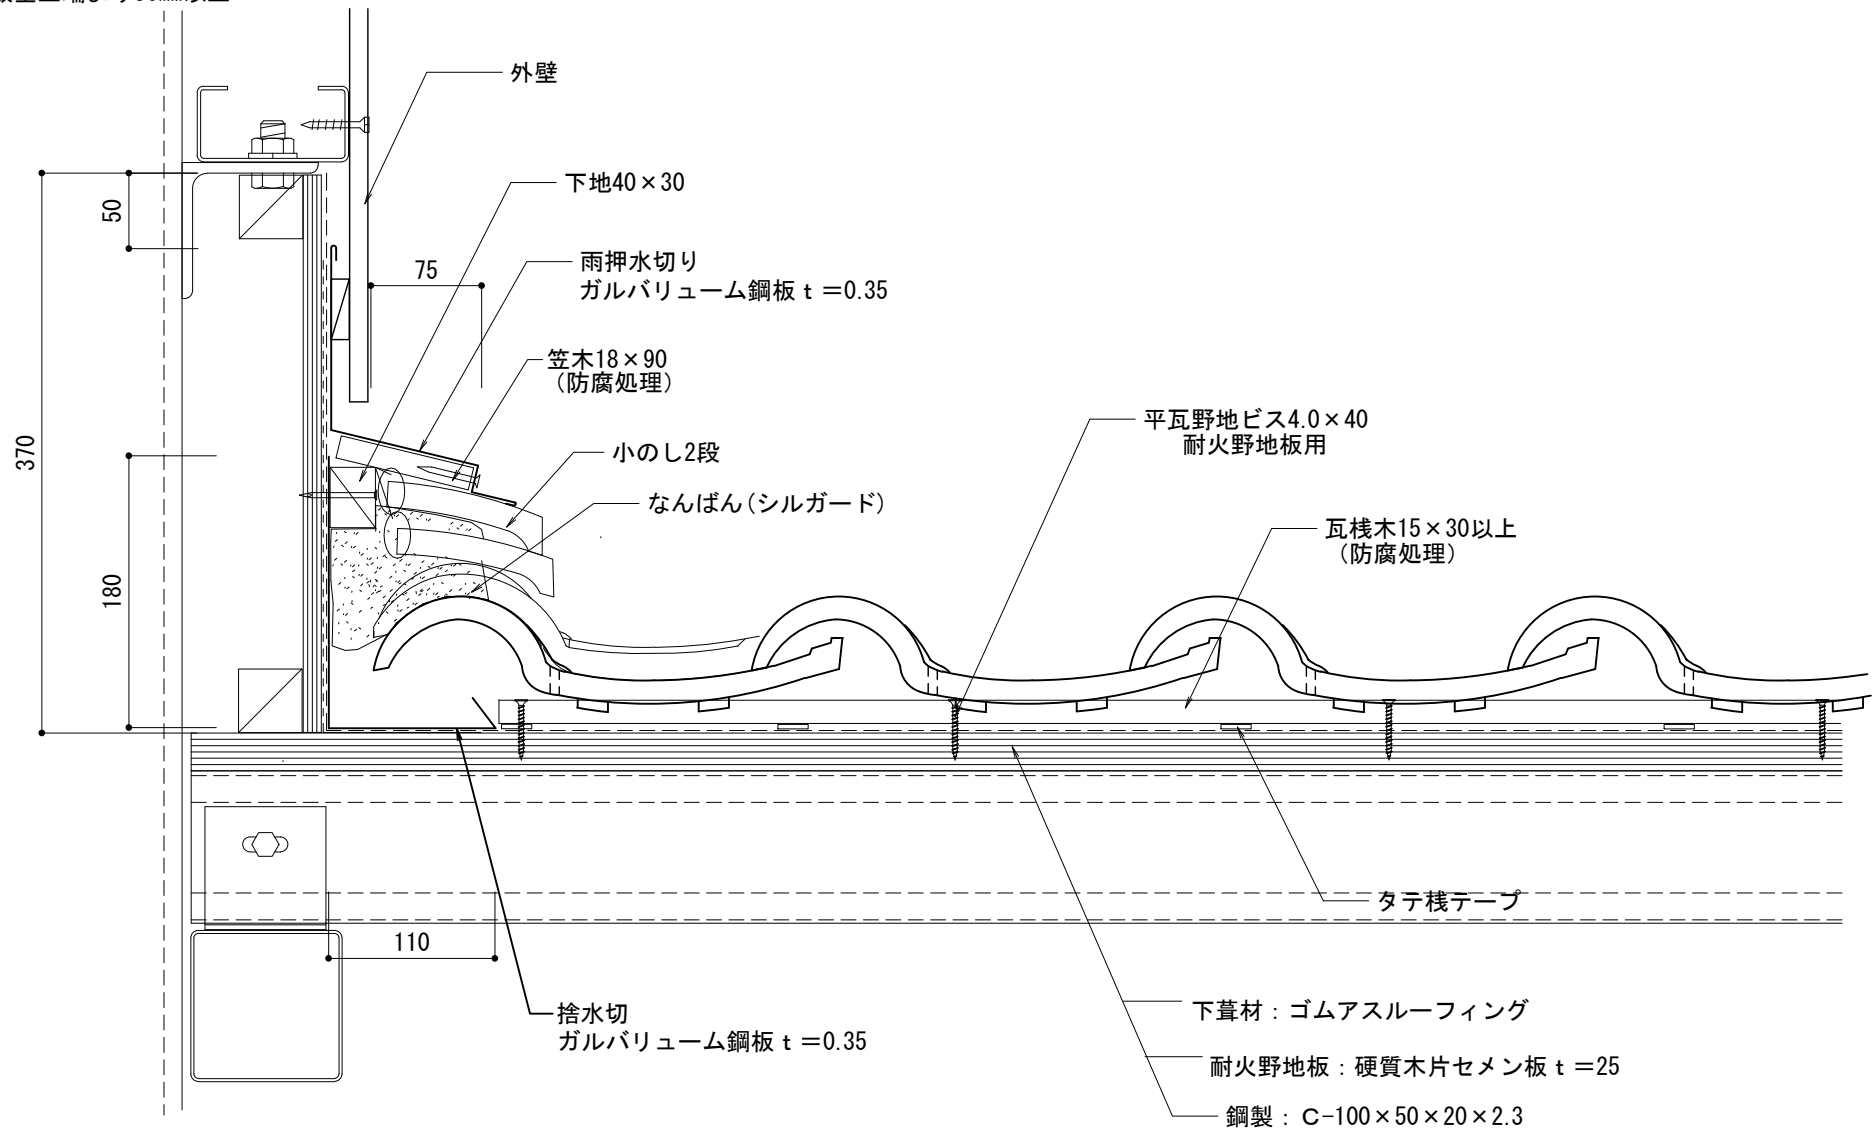 外壁
下地40×30
50
75
雨押水切り
ガルバリューム鋼板 t =0.35
笠木18×90
(防腐処理)
370
平瓦野地ビス4.0×40
耐火野地板用
小のし2段
なんばん(シルガード)
瓦桟木15×30以上
(防腐処理)
180
タテ桟テープ
110
捨水切
ガルバリューム鋼板 t =0.35
下葺材：ゴムアスルーフィング
耐火野地板：硬質木片セメン板 t =25
鋼製：C-100×50×20×2.3